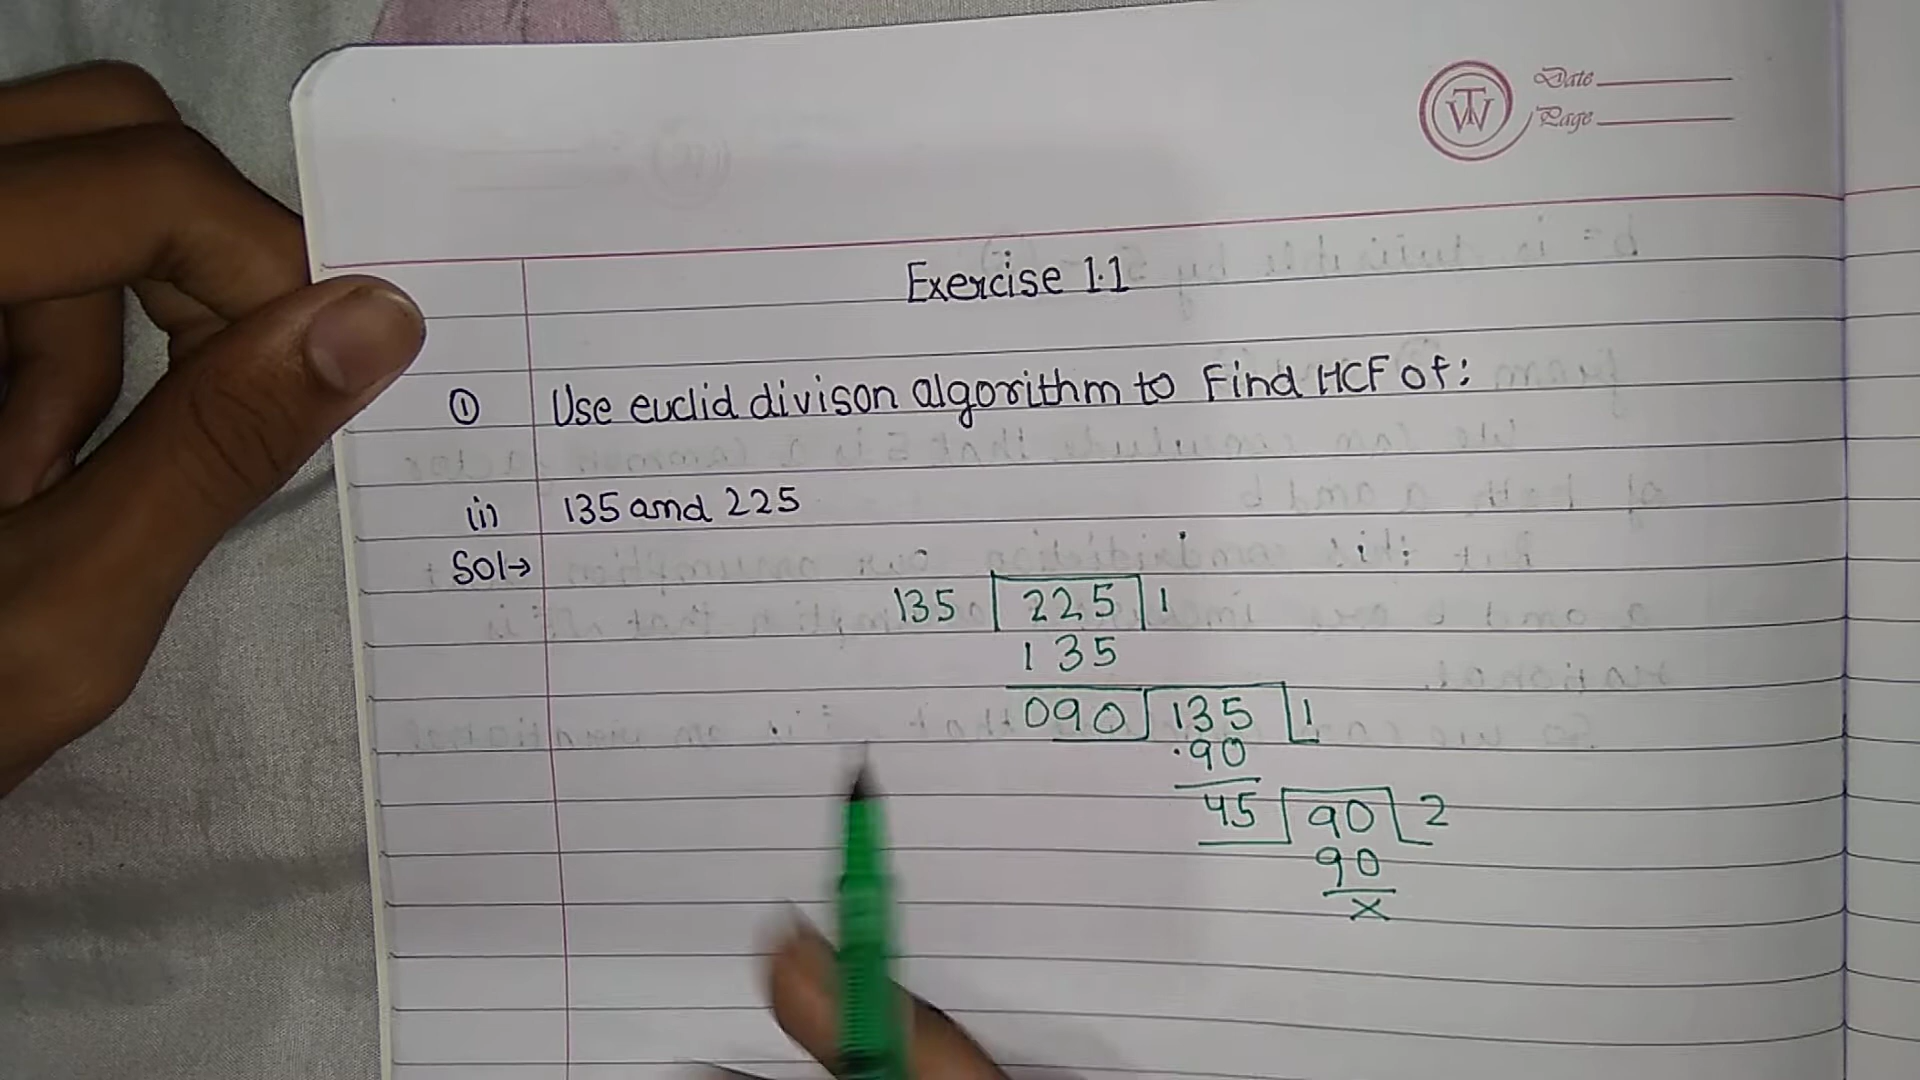 Date
Page
Exercise 1.1
① Use euclid divison algorithm to Find HCF of:
(i) 135 and 225
Sol→
135 225 1
135
090 135 1
90
45 90 2
90
x